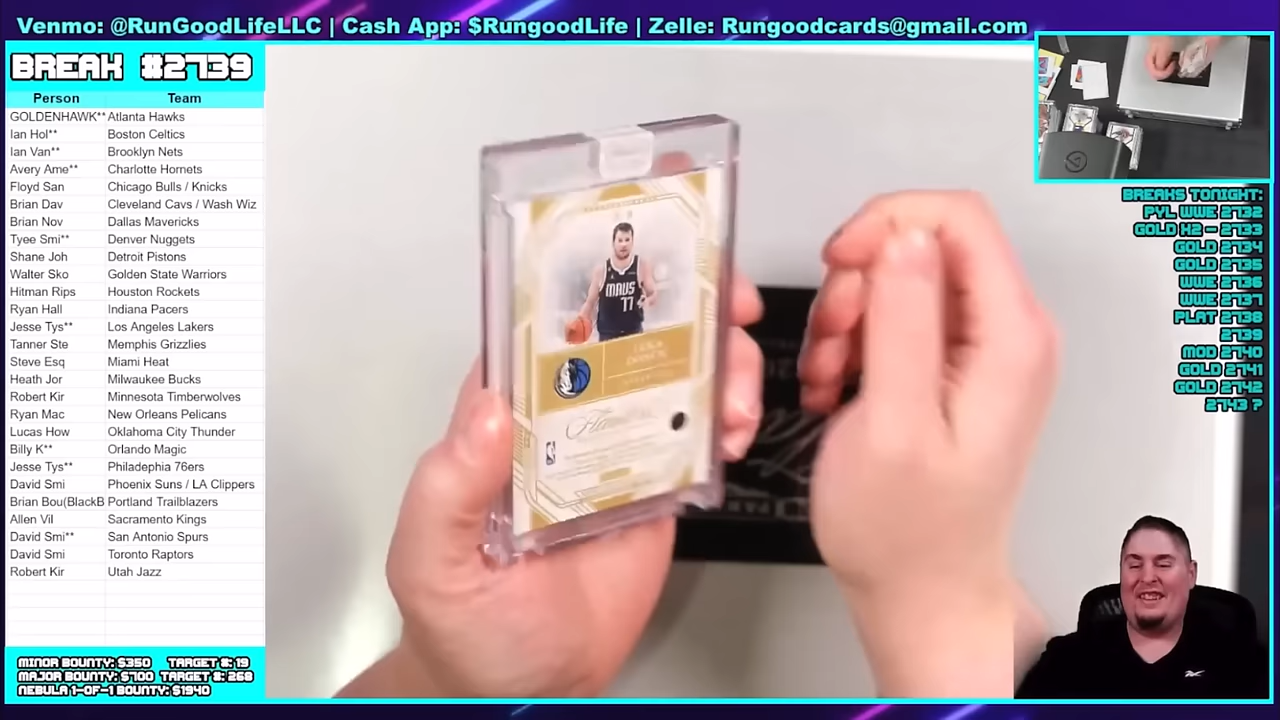 Venmo: @RunGoodLifeLLC | Cash App: $RungoodLife | Zelle: Rungoodcards@gmail.com
BREAK #2739
Person Team
GOLDENHAWK** Atlanta Hawks
Ian Hol** Boston Celtics
Ian Van** Brooklyn Nets
Avery Ame** Charlotte Hornets
Floyd San Chicago Bulls / Knicks
Brian Dav Cleveland Cavs / Wash Wiz
Brian Nov Dallas Mavericks
Tyee Smi** Denver Nuggets
Shane Joh Detroit Pistons
Walter Sko Golden State Warriors
Hitman Rips Houston Rockets
Ryan Hall Indiana Pacers
Jesse Tys** Los Angeles Lakers
Tanner Ste Memphis Grizzlies
Steve Esq Miami Heat
Heath Jor Milwaukee Bucks
Robert Kir Minnesota Timberwolves
Ryan Mac New Orleans Pelicans
Lucas How Oklahoma City Thunder
Billy K** Orlando Magic
Jesse Tys** Philadephia 76ers
David Smi Phoenix Suns / LA Clippers
Brian Bou(BlackB Portland Trailblazers
Allen Vil Sacramento Kings
David Smi** San Antonio Spurs
David Smi Toronto Raptors
Robert Kir Utah Jazz
MINOR BOUNTY: $350 TARGET #: 19
MAJOR BOUNTY: $700 TARGET #: 268
NEBULA 1-OF-1 BOUNTY: $1940
MAVS
77
BREAKS TONIGHT:
PYL WWE 2732
GOLD X2 - 2733
GOLD 2734
GOLD 2735
WWE 2736
WWE 2737
PLAT 2738
2739
MOD 2740
GOLD 2741
GOLD 2742
2743 ?